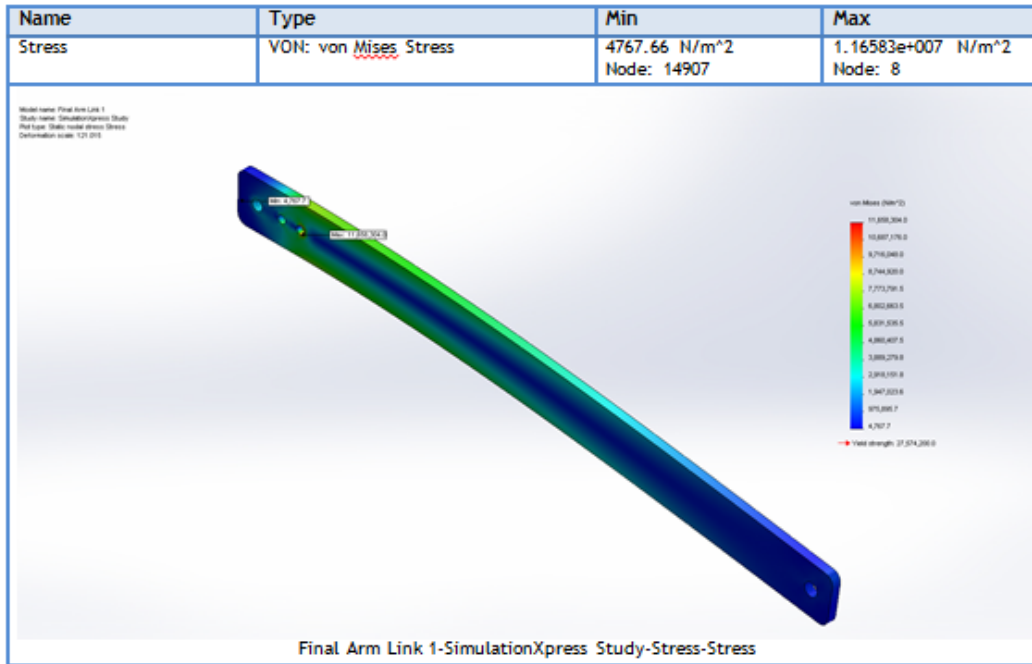 Name Type Min Max
Stress VON: von Mises Stress 4767.66 N/m^2 1.16583e+007 N/m^2
Node: 14907 Node: 8
Model name: Final Arm Link 1
Study name: SimulationXpress Study
Plot type: Static nodal stress Stress
Deformation scale: 121.015
Min: 4,767.7
Max: 11,658,304.0
von Mises (N/m^2)
11,658,304.0
10,687,176.0
9,716,048.0
8,744,920.0
7,773,791.5
6,802,663.5
5,831,535.5
4,860,407.5
3,889,279.8
2,918,151.8
1,947,023.6
975,895.7
4,767.7
Yield strength: 27,574,200.0
Final Arm Link 1-SimulationXpress Study-Stress-Stress